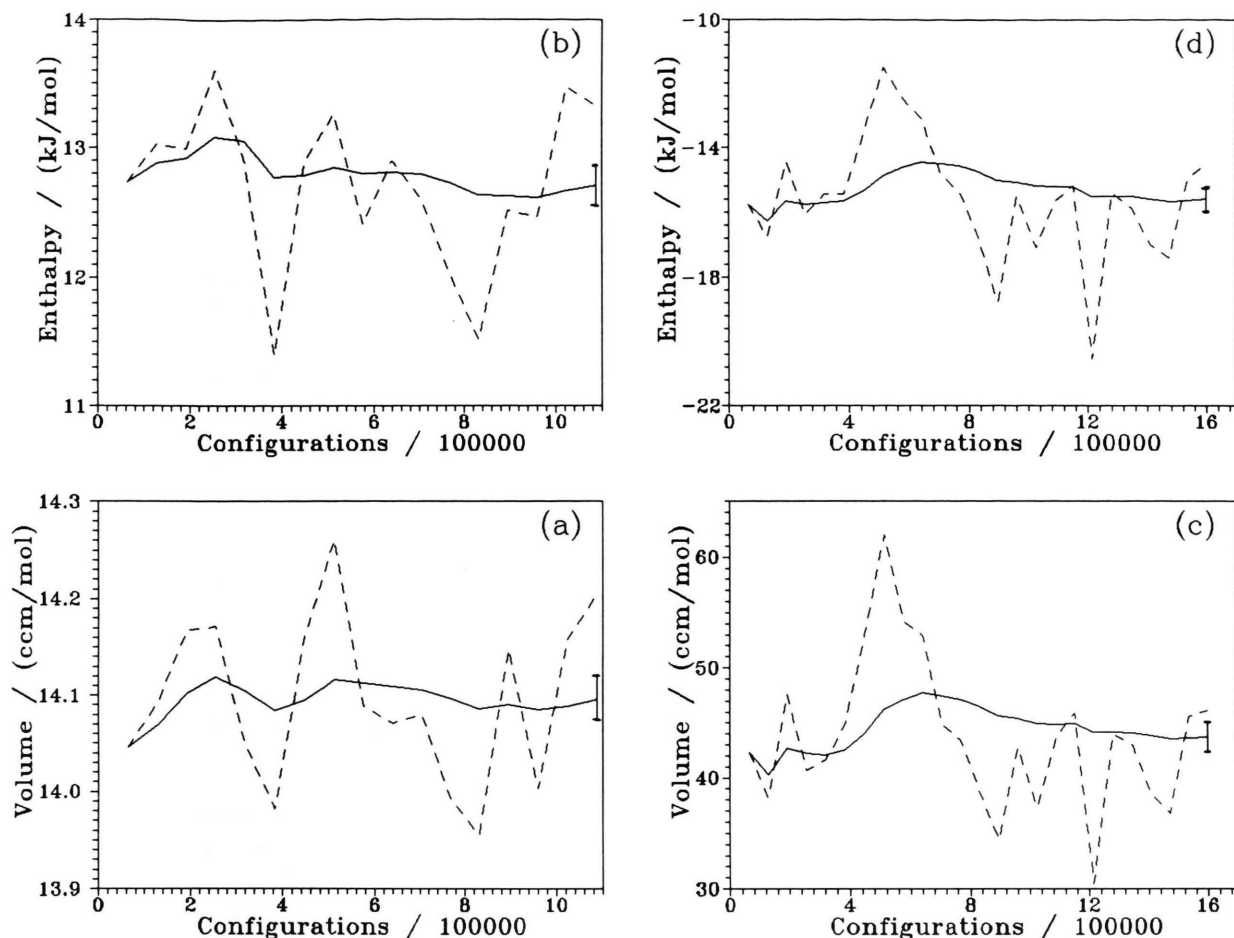 14
13
12
11
Enthalpy / (kJ/mol)
(b)
0 2 4 6 8 10
Configurations / 100000
-10
-14
-18
-22
Enthalpy / (kJ/mol)
(d)
0 4 8 12 16
Configurations / 100000
14.3
14.2
14.1
14.0
13.9
Volume / (ccm/mol)
(a)
0 2 4 6 8 10
Configurations / 100000
60
50
40
30
Volume / (ccm/mol)
(c)
0 4 8 12 16
Configurations / 100000